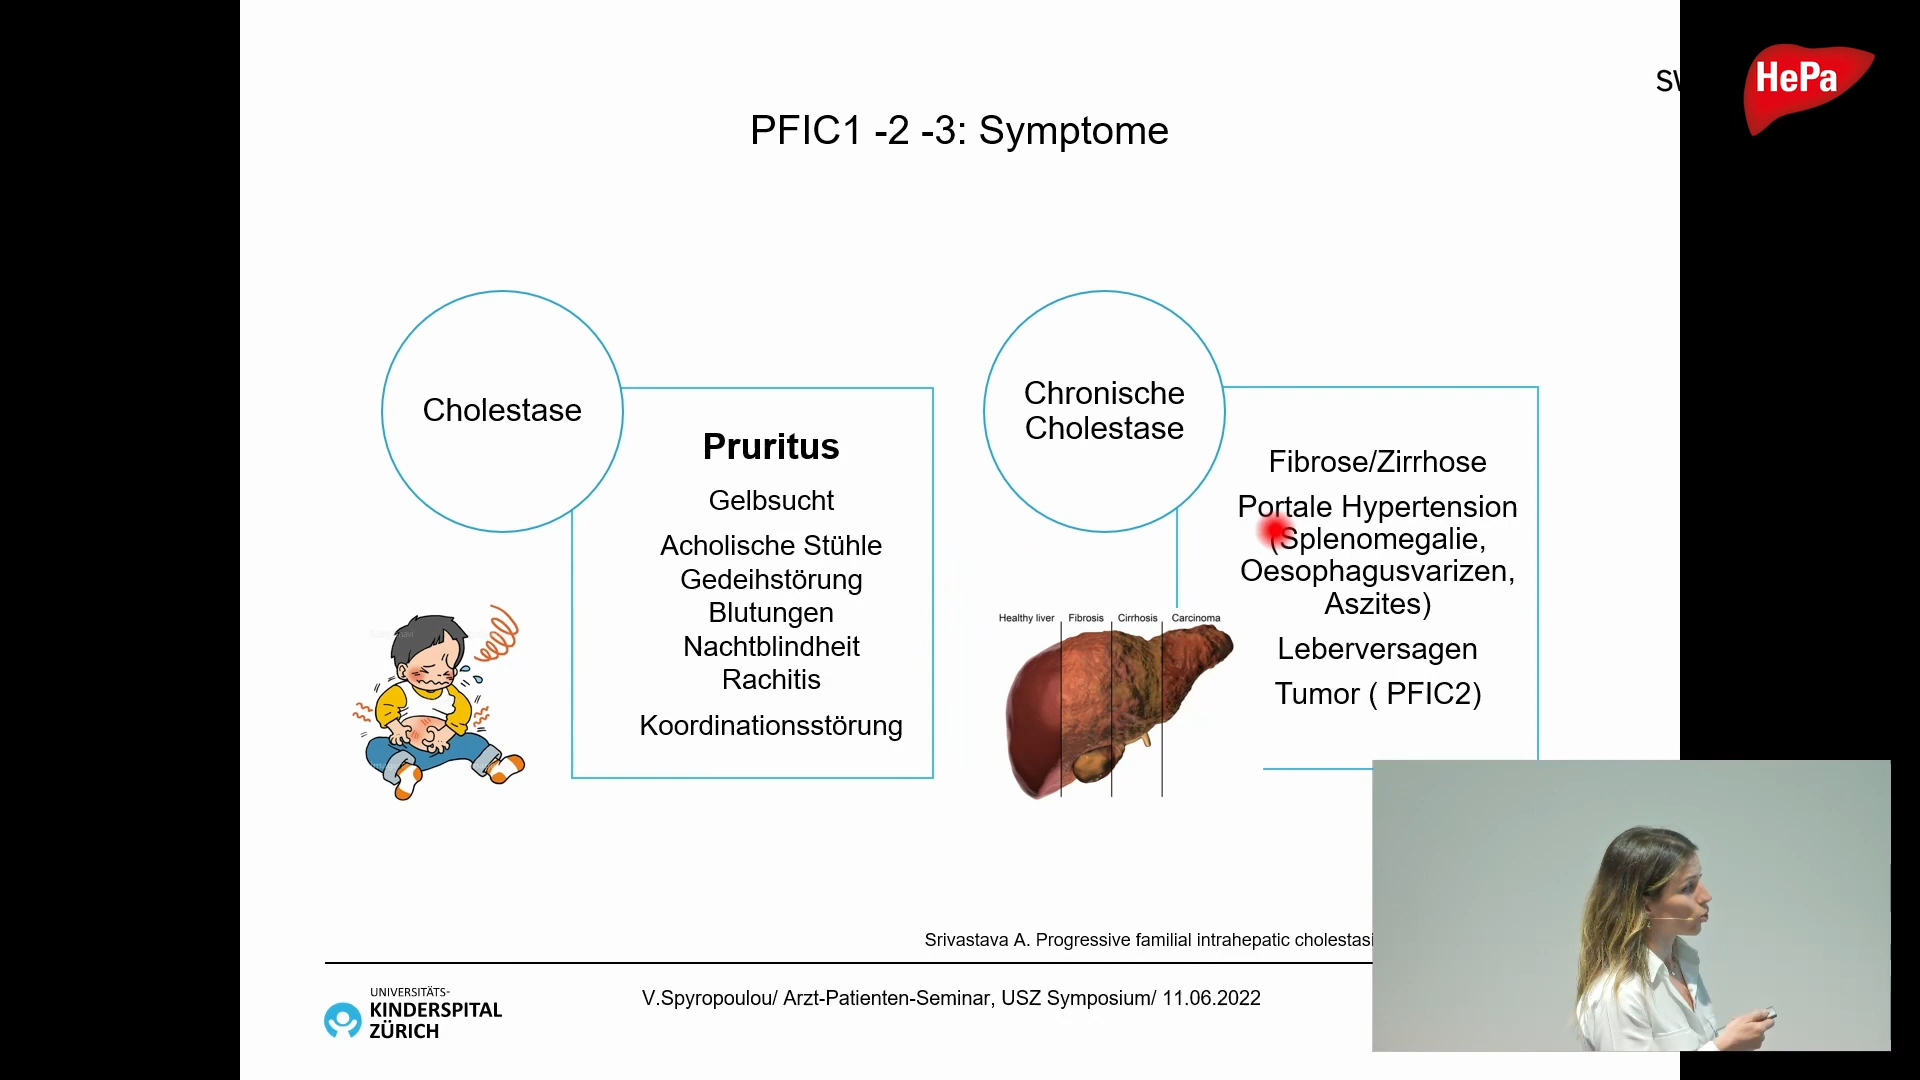 SW
HePa
PFIC1 -2 -3: Symptome
Cholestase
Pruritus
Gelbsucht
Acholische Stühle
Gedeihstörung
Blutungen
Nachtblindheit
Rachitis
Koordinationsstörung
Chronische
Cholestase
Fibrose/Zirrhose
Portale Hypertension
(Splenomegalie,
Oesophagusvarizen,
Aszites)
Leberversagen
Tumor ( PFIC2)
Healthy liver
Fibrosis
Cirrhosis
Carcinoma
Srivastava A. Progressive familial intrahepatic cholestasi
UNIVERSITÄTS-
KINDERSPITAL
ZÜRICH
V.Spyropoulou/ Arzt-Patienten-Seminar, USZ Symposium/ 11.06.2022